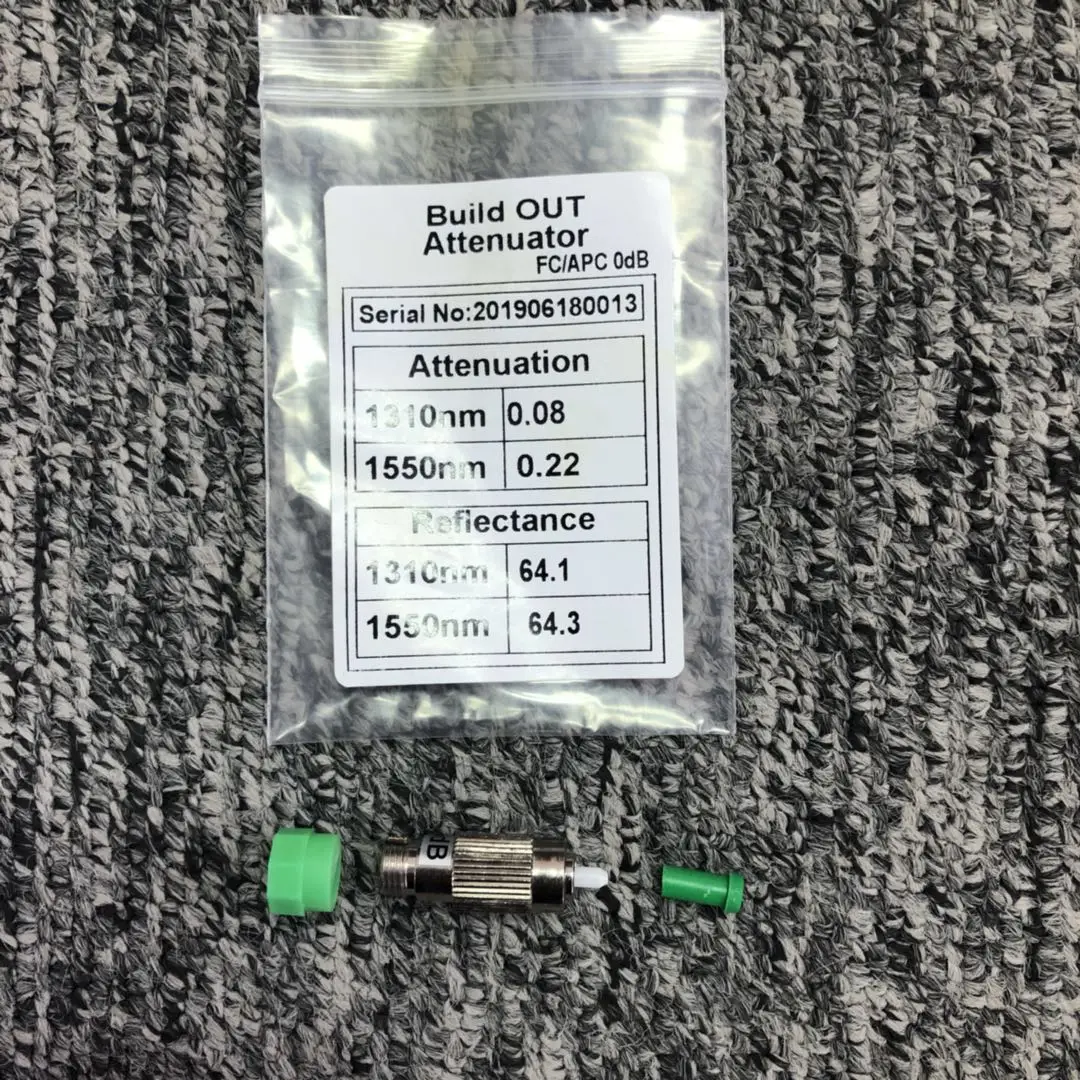 Build OUT
Attenuator
FC/APC 0dB
Serial No:201906180013
Attenuation
1310nm 0.08
1550nm 0.22
Reflectance
1310nm 64.1
1550nm 64.3